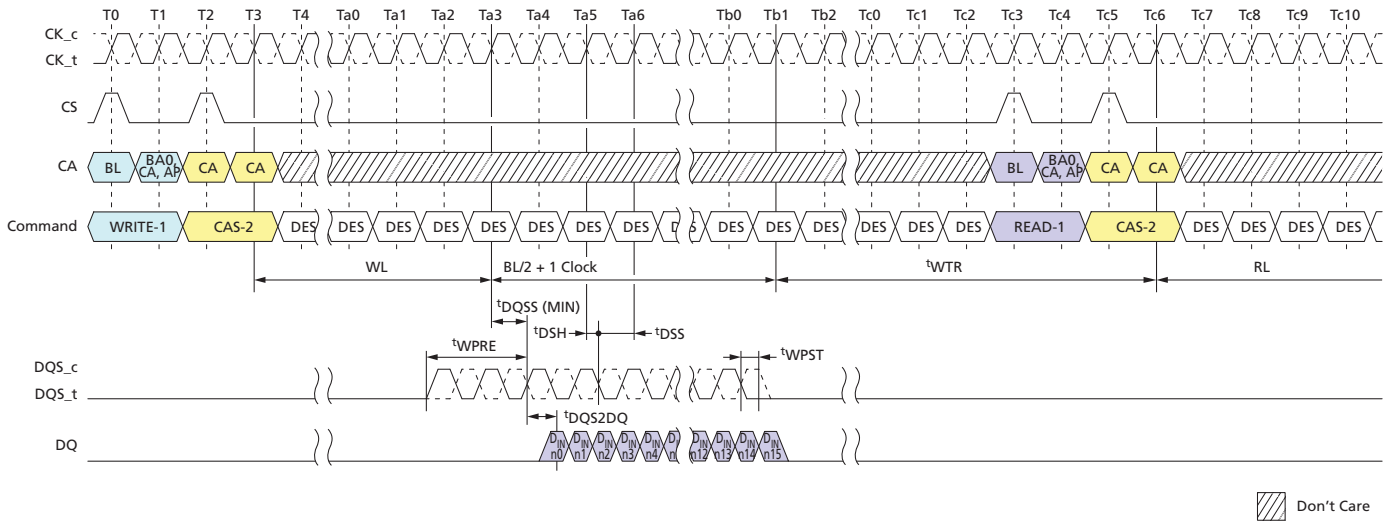 T0 T1 T2 T3 T4 Ta0 Ta1 Ta2 Ta3 Ta4 Ta5 Ta6 Tb0 Tb1 Tb2 Tc0 Tc1 Tc2 Tc3 Tc4 Tc5 Tc6 Tc7 Tc8 Tc9 Tc10
CK_c
CK_t
CS
CA BL BA0, CA, AP CA CA BL BA0, CA, AP CA CA
Command WRITE-1 CAS-2 DES DES DES DES DES DES DES DES DES DES DES DES DES DES READ-1 CAS-2 DES DES DES DES
WL BL/2 + 1 Clock tWTR RL
tDQSS (MIN)
tDSH tDSS
tWPRE tWPST
DQS_c
DQS_t
tDQS2DQ
DQ DIN n0 DIN n1 DIN n2 DIN n3 DIN n4 DIN n12 DIN n13 DIN n14 DIN n15
Don't Care